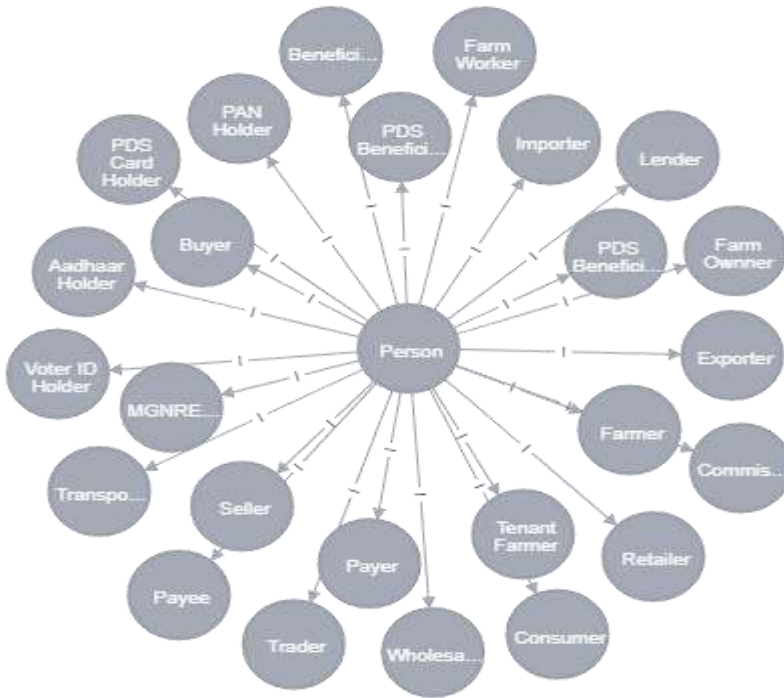 Benefici...
Farm
Worker
PAN
Holder
PDS
Benefici...
Importer
Lender
PDS
Card
Holder
Buyer
PDS
Benefici...
Farm
Ownner
Aadhaar
Holder
Person
Exporter
Voter ID
Holder
MGNRE...
Farmer
Commis...
Transpo...
Seller
Tenant
Farmer
Retailer
Payer
Payee
Trader
Wholesa...
Consumer